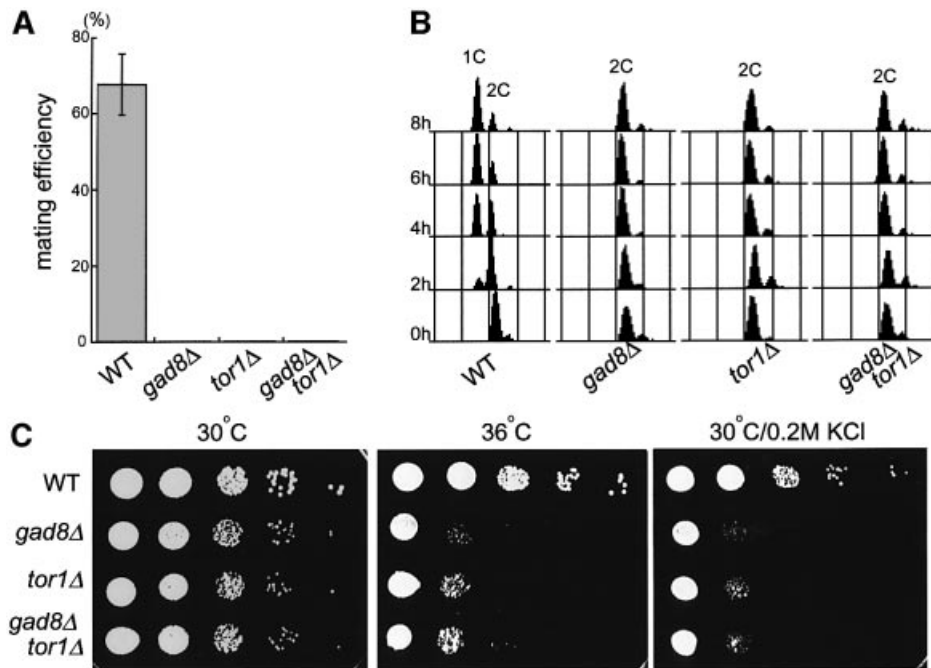 A
(%)
80
60
40
20
0
mating efficiency
WT
gad8Δ
tor1Δ
gad8Δ
tor1Δ
B
1C
2C
2C
2C
2C
8h
6h
4h
2h
0h
WT
gad8Δ
tor1Δ
gad8Δ
tor1Δ
C
30°C
36°C
30°C/0.2M KCl
WT
gad8Δ
tor1Δ
gad8Δ
tor1Δ